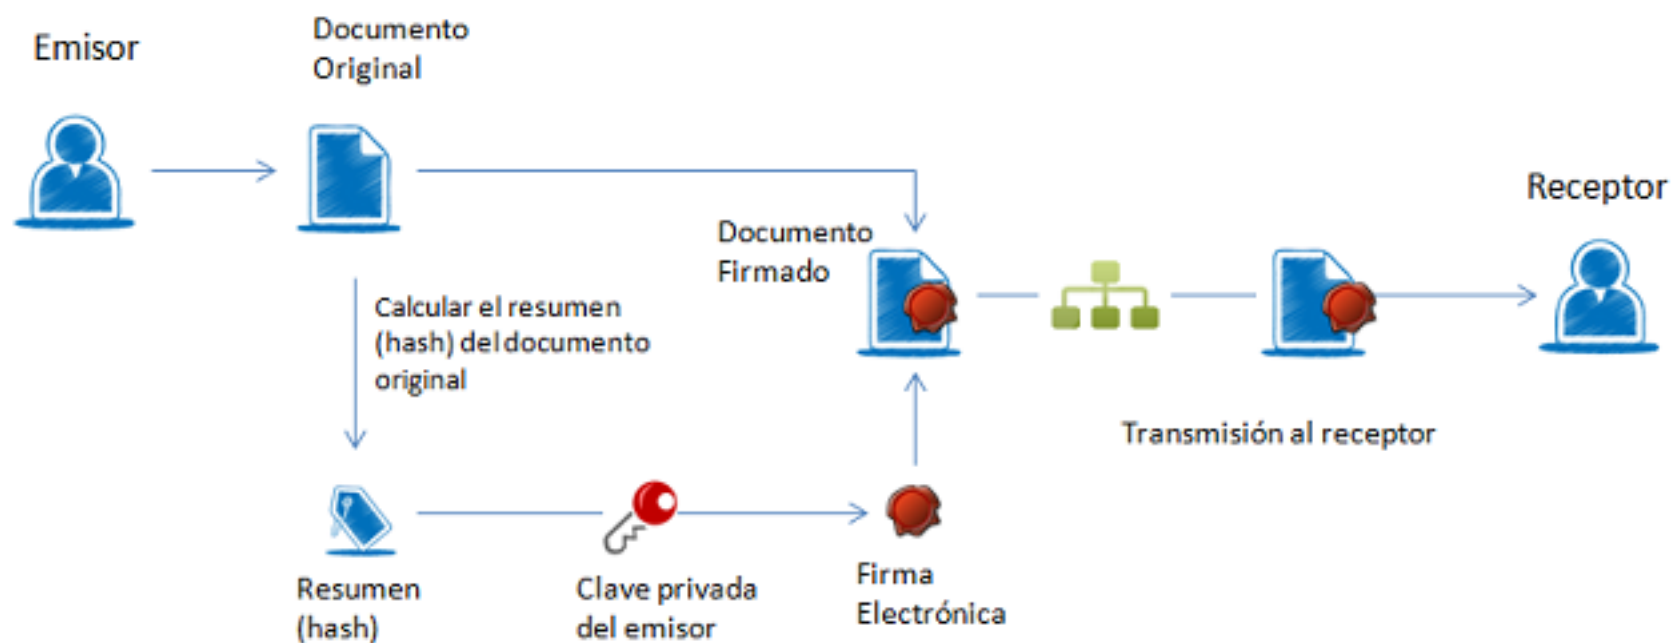 Emisor
Documento
Original
Receptor
Documento
Firmado
Calcular el resumen
(hash) del documento
original
Transmisión al receptor
Resumen
(hash)
Clave privada
del emisor
Firma
Electrónica